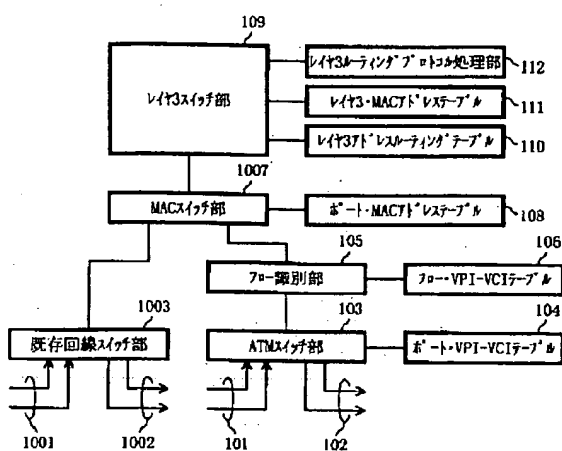 109
レイヤ3スイッチ部
レイヤ3ルーティングプロトコル処理部
112
レイヤ3・MACアドレステーブル
111
レイヤ3アドレスルーティングテーブル
110
1007
MACスイッチ部
ポート・MACアドレステーブル
108
105
フロー識別部
106
フロー・VPI-VCIテーブル
1003
既存回線スイッチ部
103
ATMスイッチ部
104
ポート・VPI-VCIテーブル
1001
1002
101
102